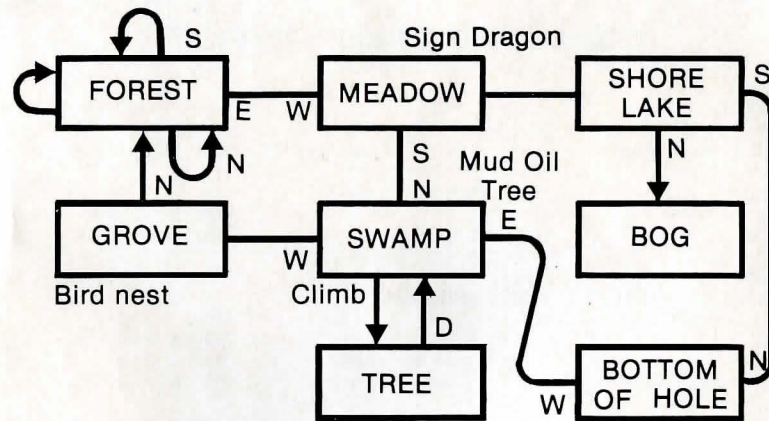 S
Sign Dragon
FOREST
E
W
MEADOW
SHORE
LAKE
S
N
N
S
N
N
Mud Oil
Tree
E
GROVE
W
SWAMP
BOG
Bird nest
Climb
D
TREE
W
BOTTOM
OF HOLE
N